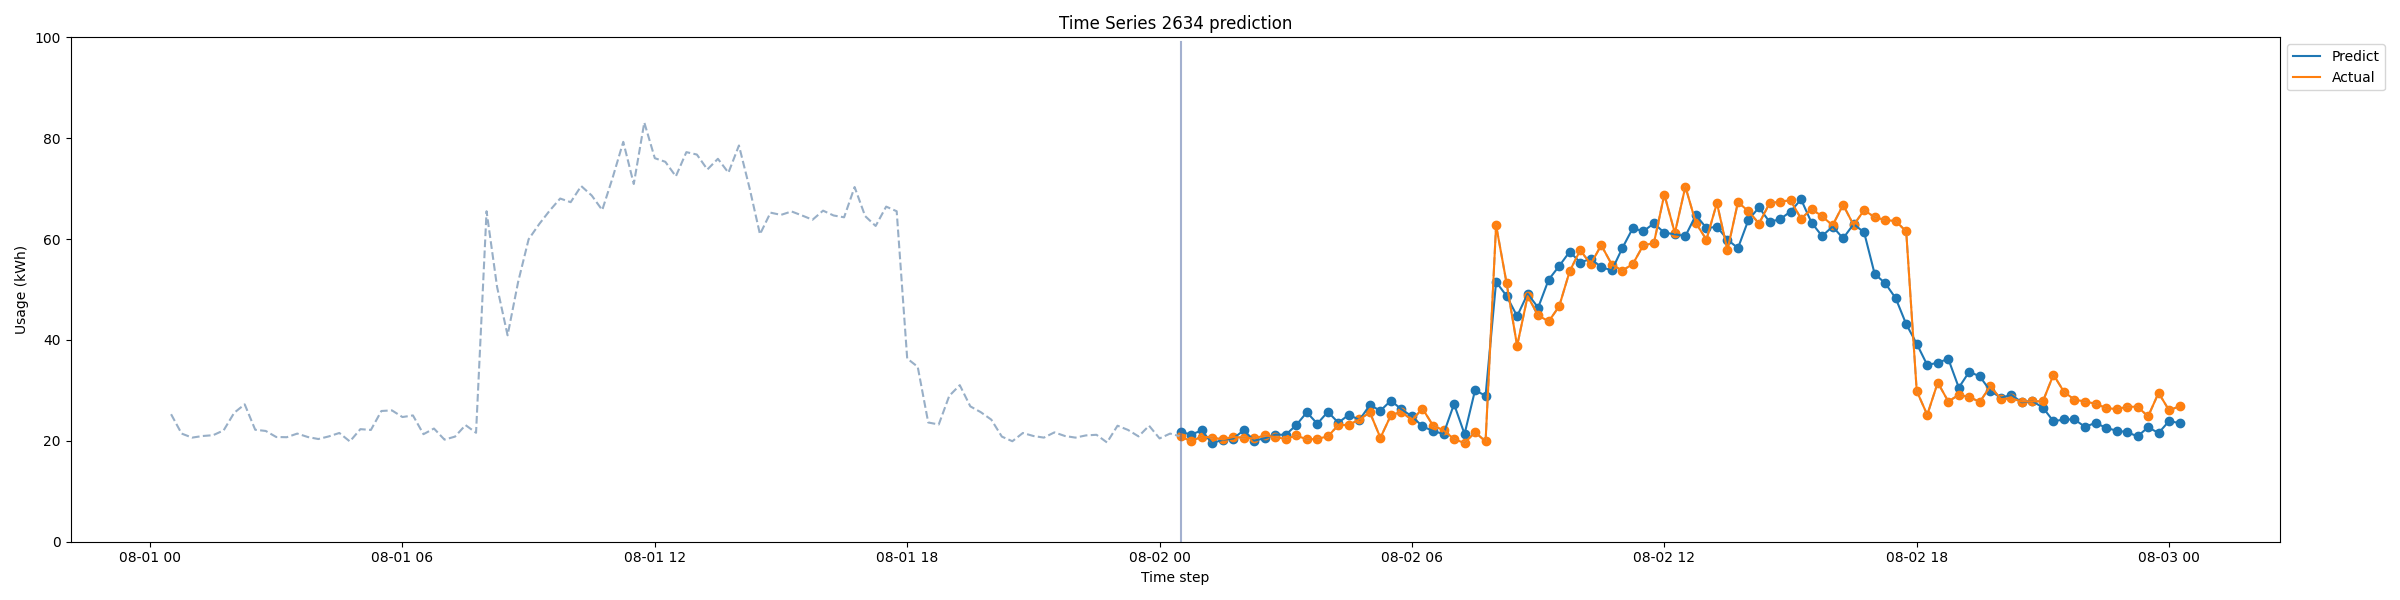 Time Series 2634 prediction
Predict
Actual
100
80
60
40
20
0
Usage (kWh)
08-01 00 08-01 06 08-01 12 08-01 18 08-02 00 08-02 06 08-02 12 08-02 18 08-03 00
Time step